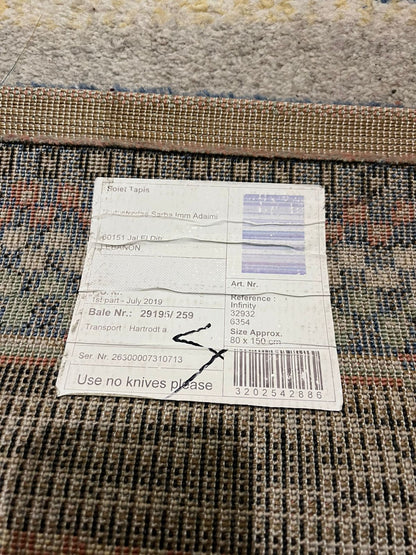 Soiel Tapis
Sarba Imm Adaimi
60151 Jal El Dib
LEBANON
1st part - July 2019
Bale Nr.: 29195/ 259
Transport Hartrodt a.
Ser. Nr. 26300007310713
Use no knives please
Art. Nr.
Reference :
Infinity
32932
6354
Size Approx.
80 x 150 cm
3202542886